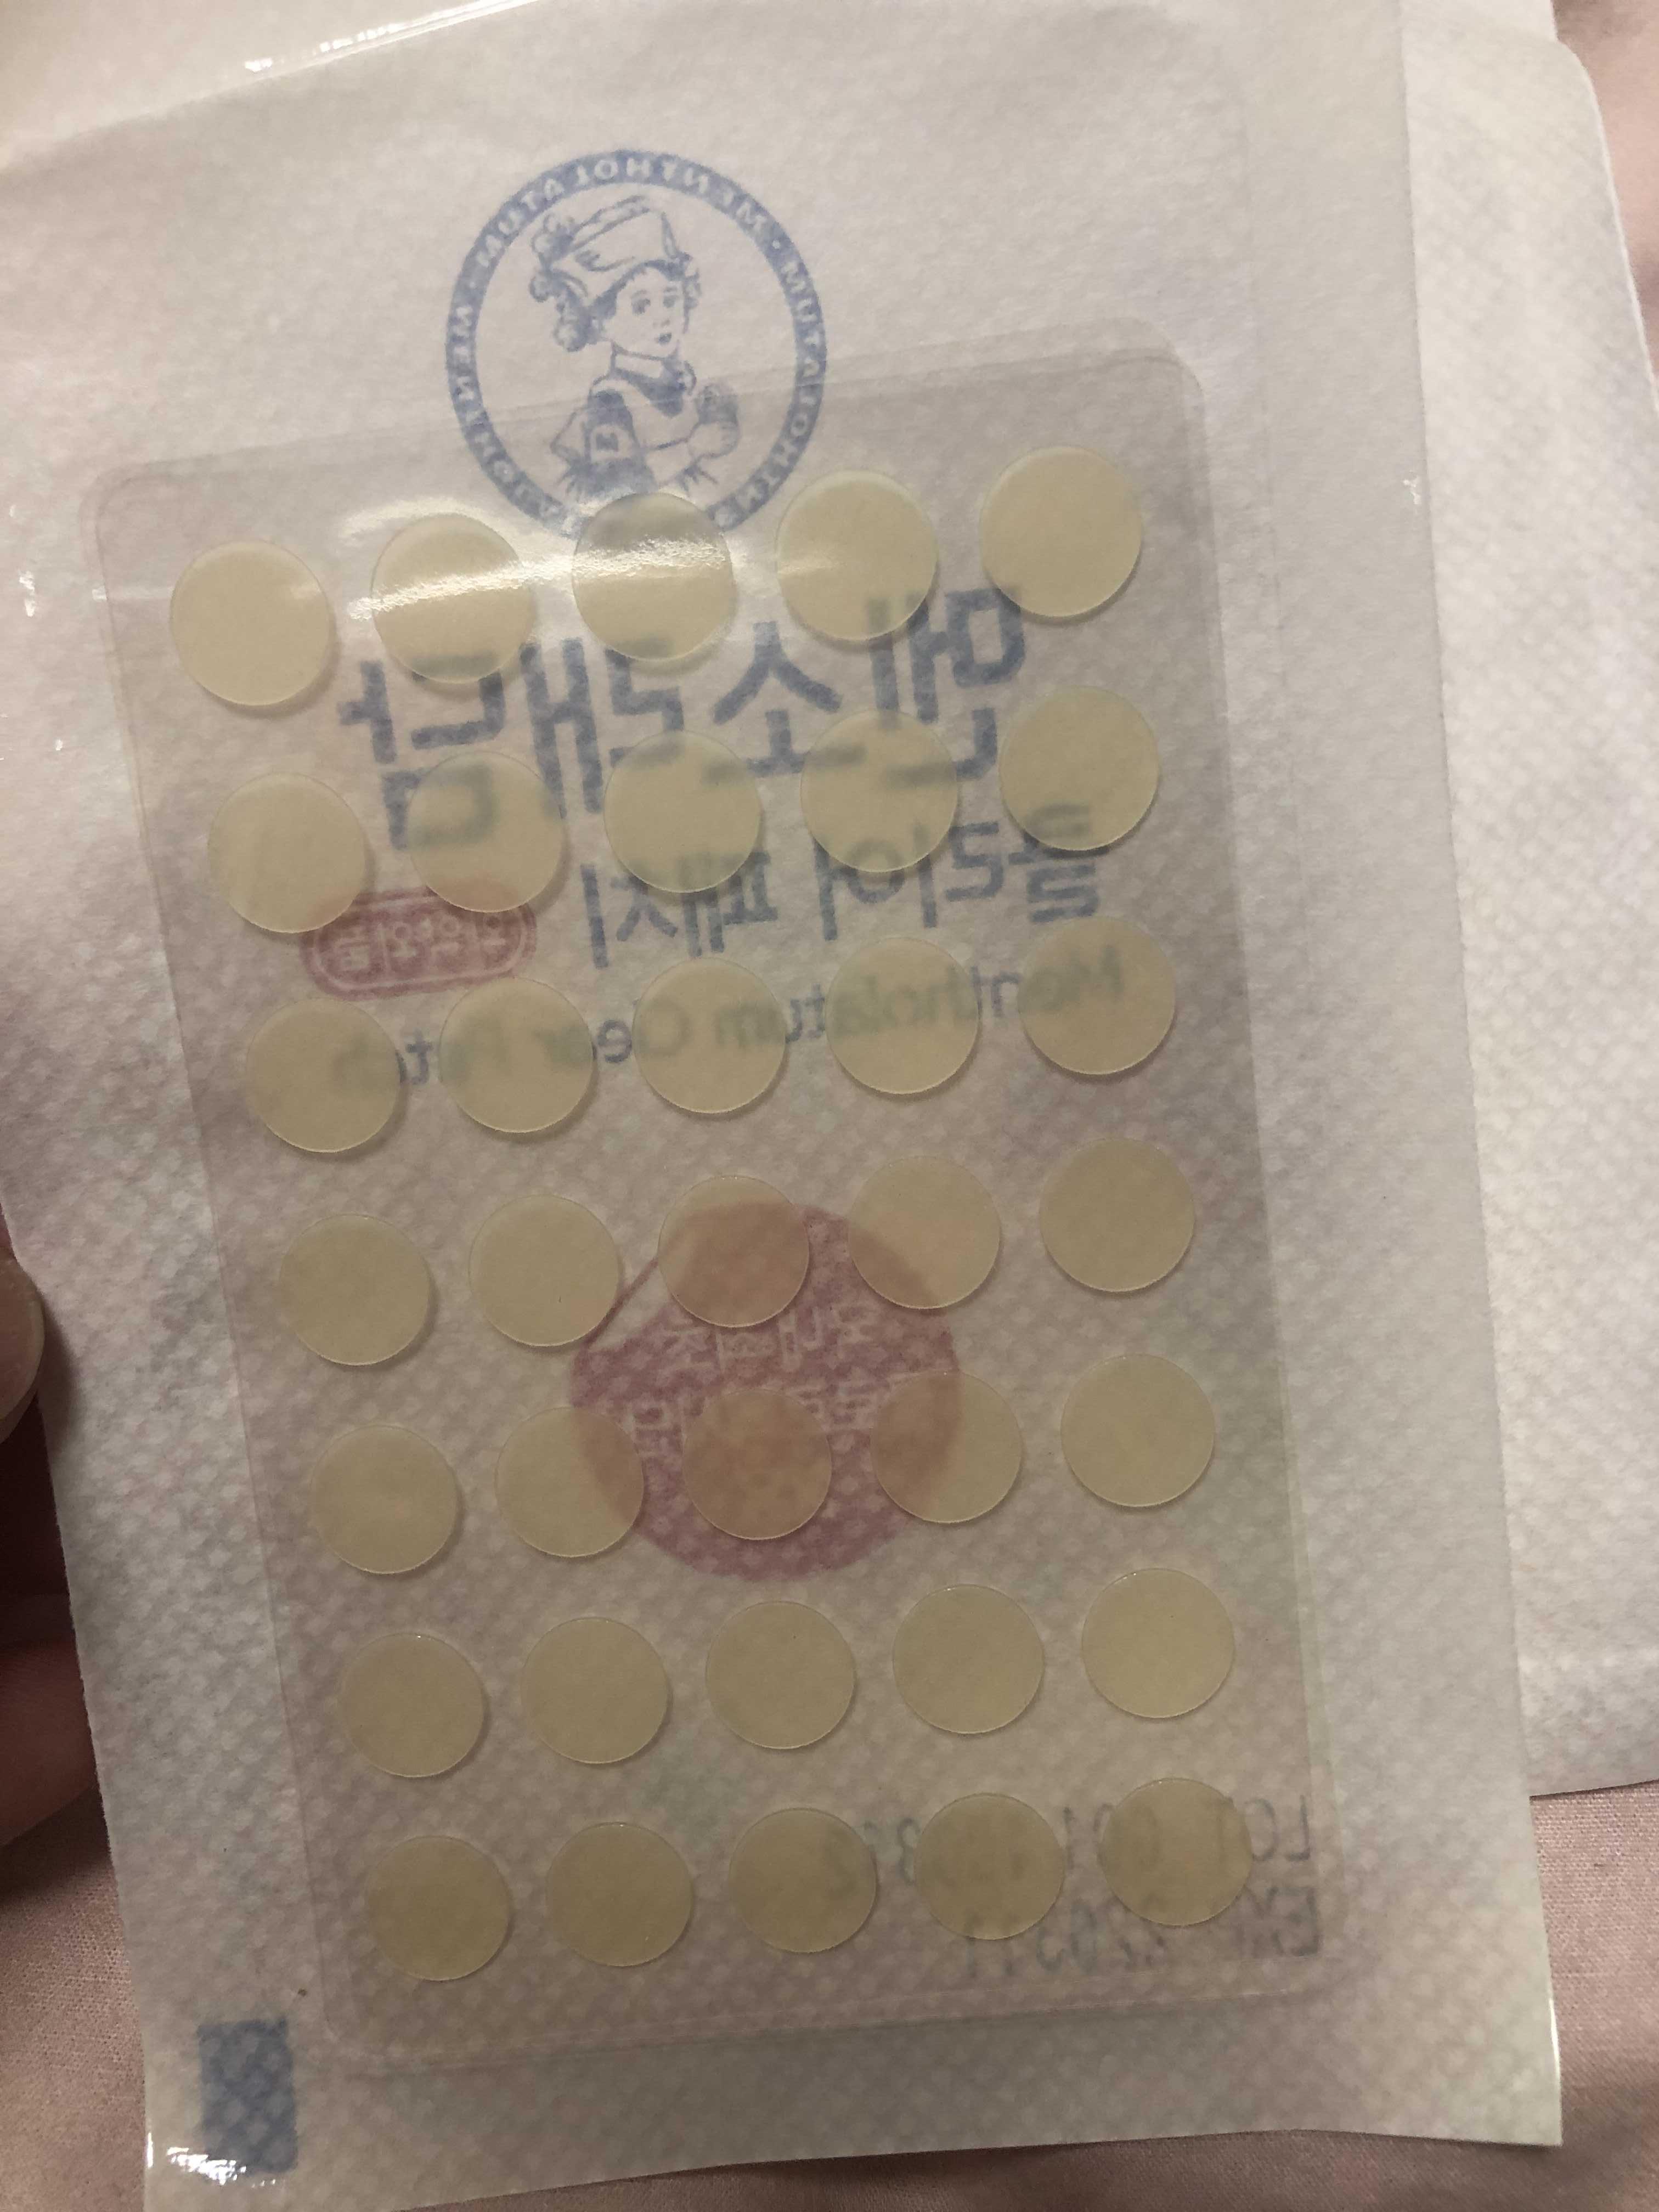 MENTHOLATUM · MENTHOLATUM ·
멘소래담
클리어 패치 의약외품
Mentholatum Clear Patch
LOT
EXP